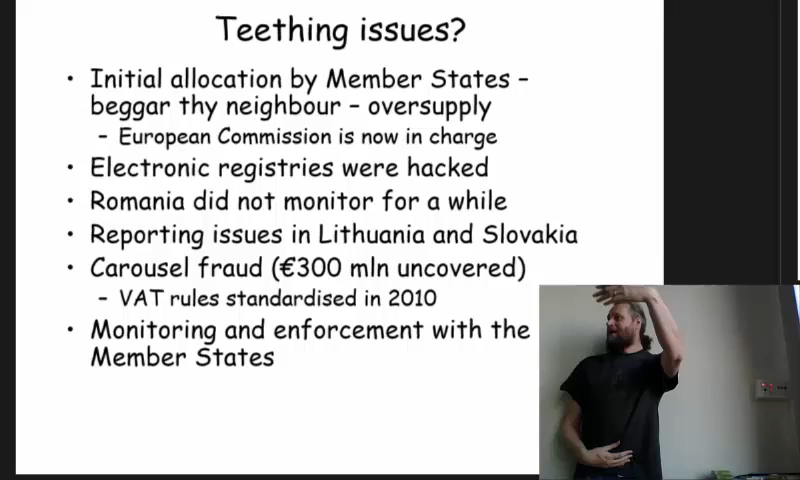 Teething issues?
• Initial allocation by Member States –
beggar thy neighbour – oversupply
– European Commission is now in charge
• Electronic registries were hacked
• Romania did not monitor for a while
• Reporting issues in Lithuania and Slovakia
• Carousel fraud (€300 mln uncovered)
– VAT rules standardised in 2010
• Monitoring and enforcement with the
Member States